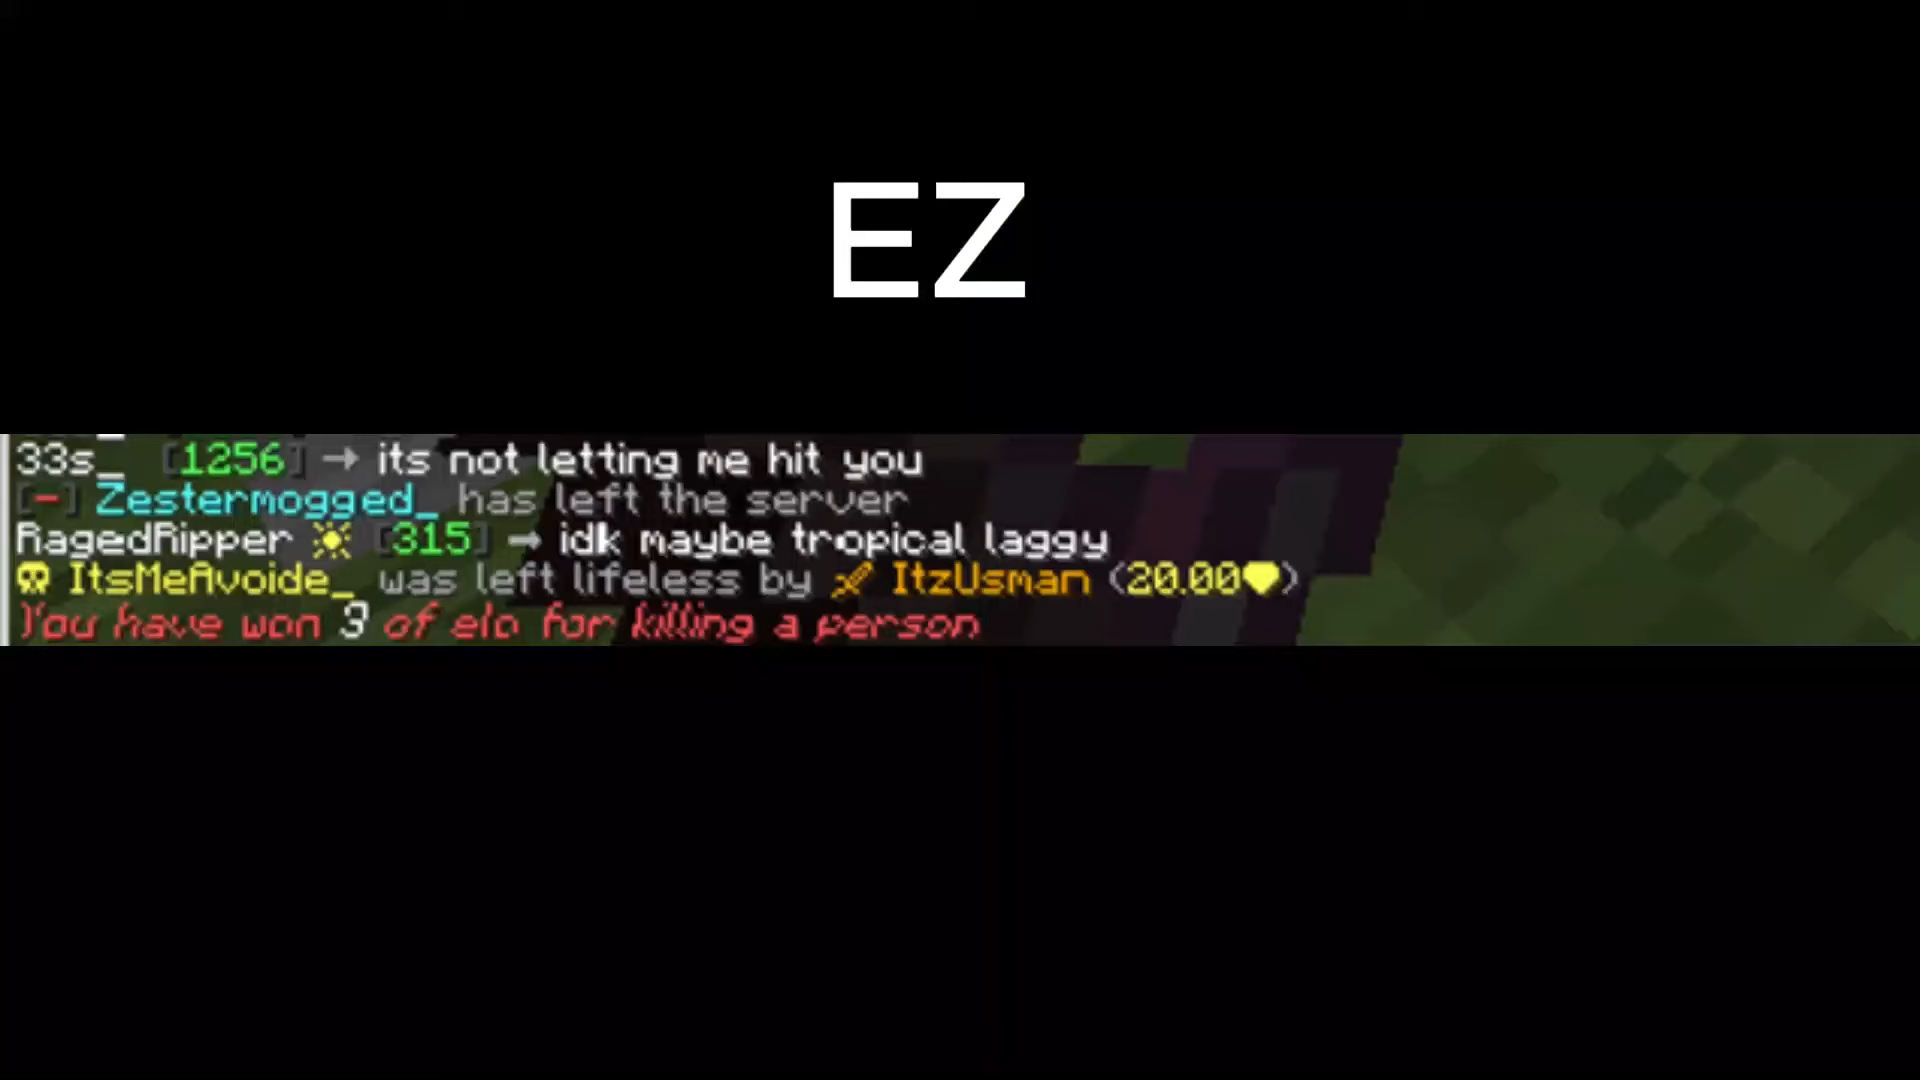 EZ
33s_ [1256] → its not letting me hit you
[-] Zestermogged_ has left the server
RagedRipper ☀ [315] → idk maybe tropical laggy
☠ ItsMeAvoide_ was left lifeless by 🗡 ItzUsman (20.00♥)
You have won 3 of elo for killing a person